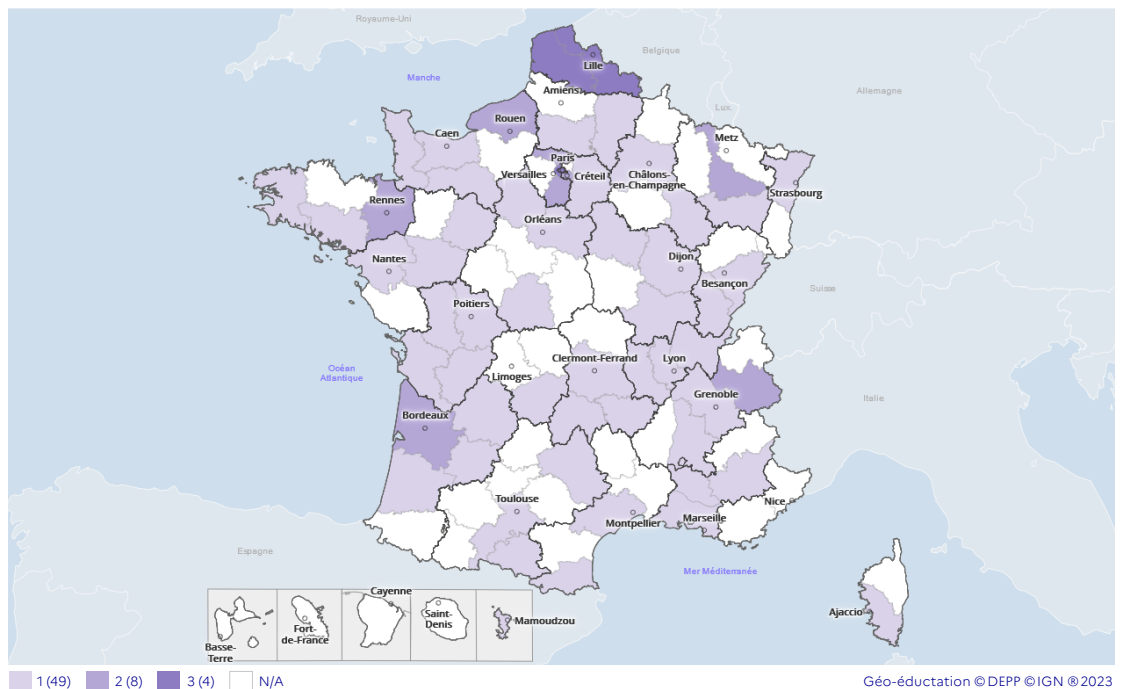 Royaume-Uni
Belgique
Manche
Lille
Allemagne
Amiens
Lux.
Rouen
Metz
Caen
Paris
Versailles
Créteil
Châlons-
en-Champagne
Strasbourg
Rennes
Orléans
Nantes
Dijon
Besançon
Suisse
Poitiers
Clermont-Ferrand
Lyon
Océan
Atlantique
Limoges
Grenoble
Italie
Bordeaux
Toulouse
Nice
Montpellier
Marseille
Espagne
Mer Méditerranée
Cayenne
Saint-
Denis
Fort-
de-France
Mamoudzou
Ajaccio
Basse-
Terre
1 (49) 2 (8) 3 (4) N/A
Géo-éductation © DEPP © IGN ® 2023